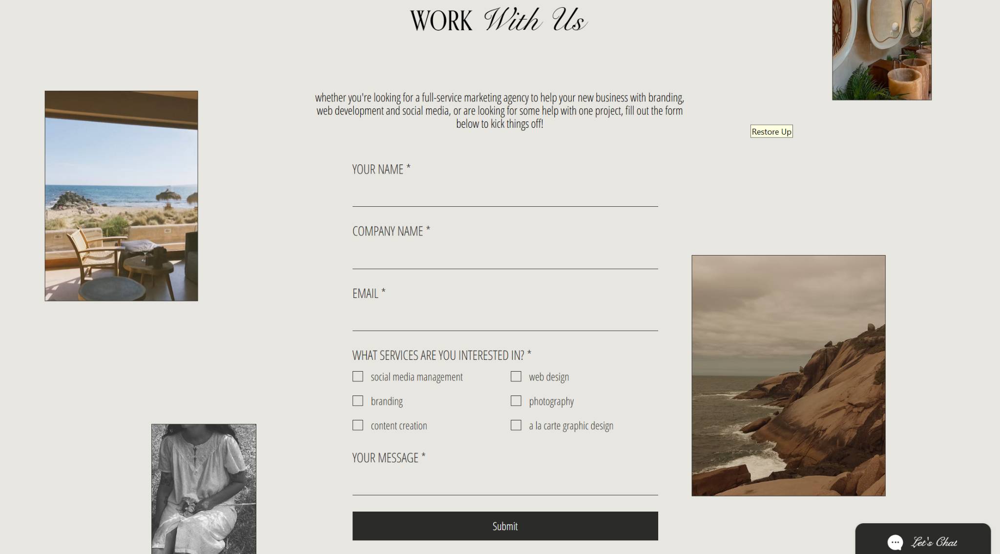 WORK With Us
whether you're looking for a full-service marketing agency to help your new business with branding,
web development and social media, or are looking for some help with one project, fill out the form
below to kick things off!
Restore Up
YOUR NAME *
COMPANY NAME *
EMAIL *
WHAT SERVICES ARE YOU INTERESTED IN? *
social media management
web design
branding
photography
content creation
a la carte graphic design
YOUR MESSAGE *
Submit
Let's Chat